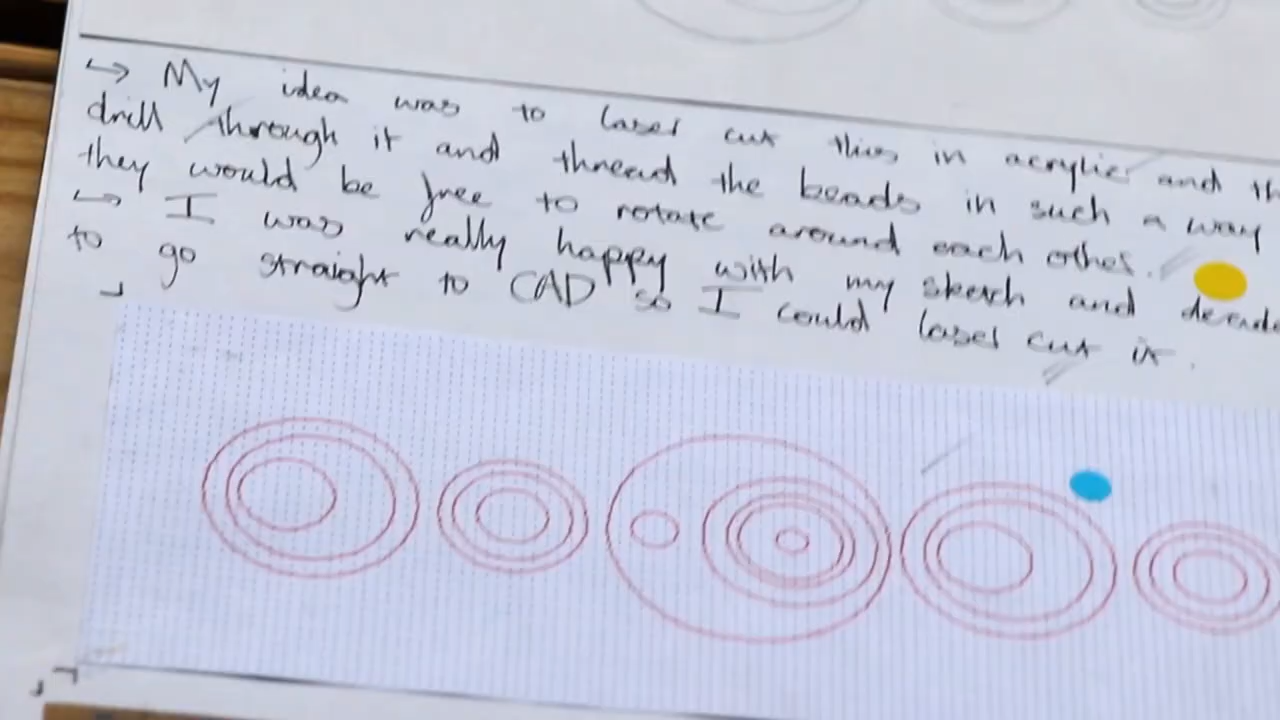 ↳ My idea was to laser cut this in acrylic and th
drill through it and thread the beads in such a way
they would be free to rotate around each other.
↳ I was really happy with my sketch and decide
to go straight to CAD so I could laser cut it.